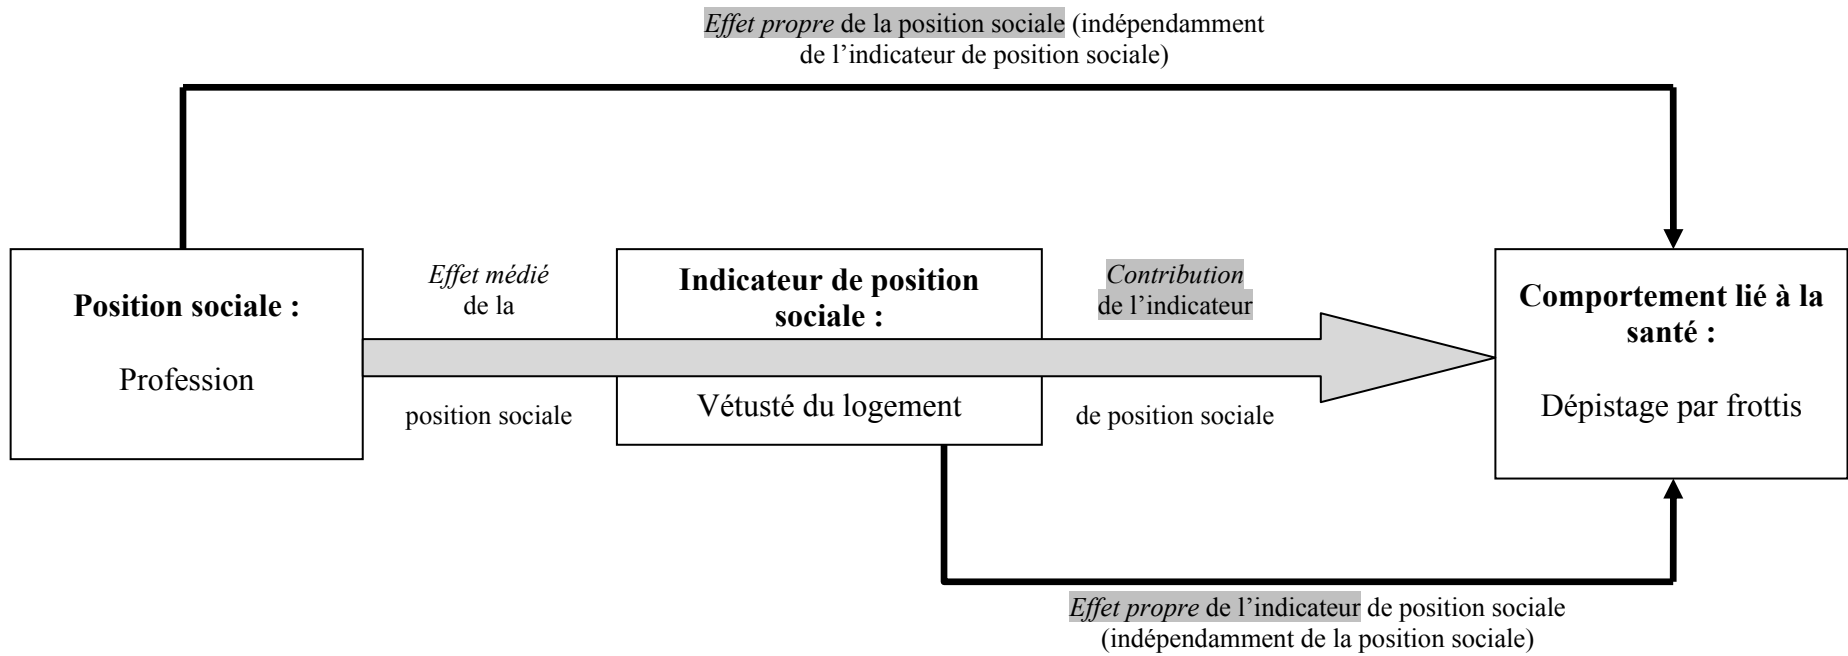 Effet propre de la position sociale (indépendamment
de l’indicateur de position sociale)
Position sociale :
Profession
Effet médié
de la
position sociale
Indicateur de position
sociale :
Vétusté du logement
Contribution
de l’indicateur
de position sociale
Comportement lié à la
santé :
Dépistage par frottis
Effet propre de l’indicateur de position sociale
(indépendamment de la position sociale)